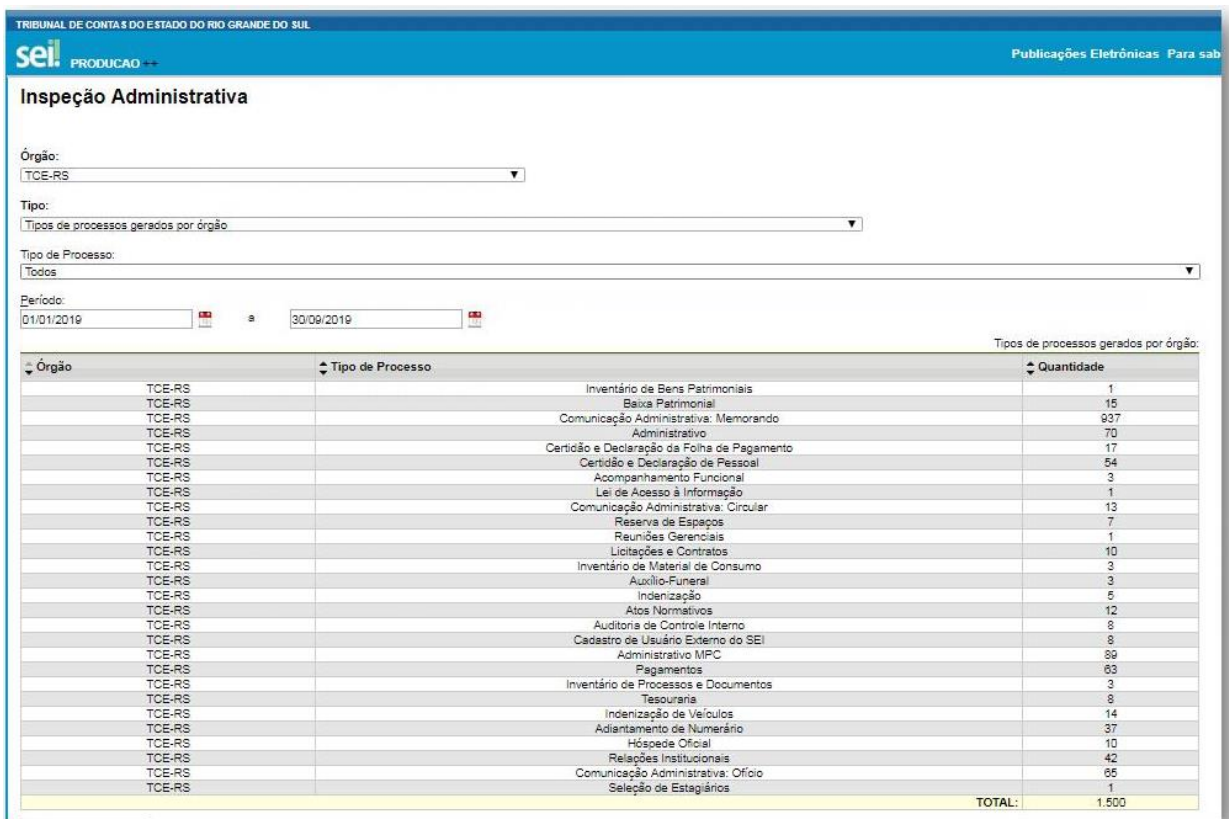 TRIBUNAL DE CONTAS DO ESTADO DO RIO GRANDE DO SUL
sei! PRODUCAO ++ Publicações Eletrônicas Para sab
Inspeção Administrativa
Órgão:
TCE-RS
Tipo:
Tipos de processos gerados por órgão
Tipo de Processo:
Todos
Período:
01/01/2019 a 30/09/2019
Tipos de processos gerados por órgão:
Órgão Tipo de Processo Quantidade
TCE-RS Inventário de Bens Patrimoniais 1
TCE-RS Baixa Patrimonial 15
TCE-RS Comunicação Administrativa: Memorando 937
TCE-RS Administrativo 70
TCE-RS Certidão e Declaração da Folha de Pagamento 17
TCE-RS Certidão e Declaração de Pessoal 54
TCE-RS Acompanhamento Funcional 3
TCE-RS Lei de Acesso à Informação 1
TCE-RS Comunicação Administrativa: Circular 13
TCE-RS Reserva de Espaços 7
TCE-RS Reuniões Gerenciais 1
TCE-RS Licitações e Contratos 10
TCE-RS Inventário de Material de Consumo 3
TCE-RS Auxílio-Funeral 3
TCE-RS Indenização 5
TCE-RS Atos Normativos 12
TCE-RS Auditoria de Controle Interno 8
TCE-RS Cadastro de Usuário Externo do SEI 8
TCE-RS Administrativo MPC 89
TCE-RS Pagamentos 63
TCE-RS Inventário de Processos e Documentos 3
TCE-RS Tesouraria 8
TCE-RS Indenização de Veículos 14
TCE-RS Adiantamento de Numerário 37
TCE-RS Hóspede Oficial 10
TCE-RS Relações Institucionais 42
TCE-RS Comunicação Administrativa: Ofício 65
TCE-RS Seleção de Estagiários 1
TOTAL: 1.500